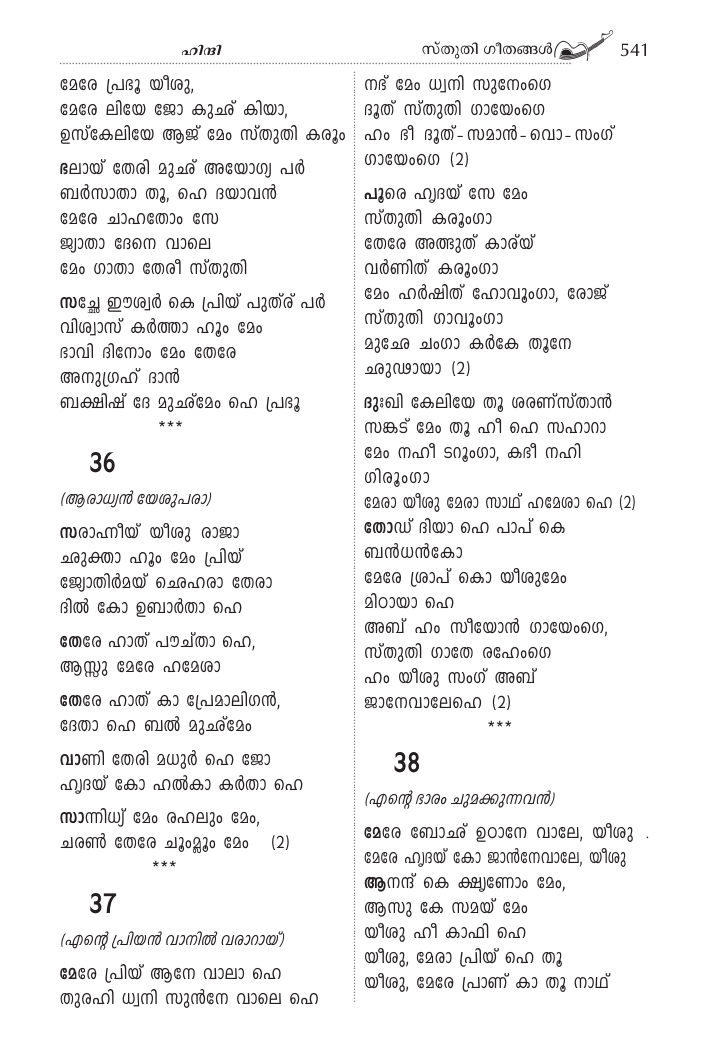 ഹിന്ദി
സ്തുതി ഗീതങ്ങൾ 541
മേരേ പ്രഭൂ യീശു,
മേരേ ലിയേ ജോ കുഛ് കിയാ,
ഉസ്കേലിയേ ആജ് മേം സ്തുതി കരൂം
ഭലായ് തേരി മുഛ് അയോഗ്യ പർ
ബർസാതാ തൂ, ഹെ ദയാവൻ
മേരേ ചാഹതോം സേ
ജ്യാതാ ദേനെ വാലെ
മേം ഗാതാ തേരീ സ്തുതി
സച്ഛേ ഈശ്വർ കെ പ്രിയ് പുത്ര് പർ
വിശ്വാസ് കർത്താ ഹൂം മേം
ഭാവി ദിനോം മേം തേരേ
അനുഗ്രഹ് ദാൻ
ബക്ഷിഷ് ദേ മുഛ്മേം ഹെ പ്രഭൂ
***
36
(ആരാധ്യൻ യേശുപരാ)
സരാഹ്നീയ് യീശു രാജാ
ഛുക്താ ഹൂം മേം പ്രിയ്
ജ്യോതിർമയ് ഛെഹരാ തേരാ
ദിൽ കോ ഉബാർതാ ഹെ
തേരേ ഹാത് പൗച്താ ഹെ,
ആസ്സു മേരേ ഹമേശാ
തേരേ ഹാത് കാ പ്രേമാലിഗൻ,
ദേതാ ഹെ ബൽ മുഛ്മേം
വാണി തേരി മധുർ ഹെ ജോ
ഹൃദയ് കോ ഹൽകാ കർതാ ഹെ
സാന്നിധ്യ് മേം രഹലും മേം,
ചരൺ തേരേ ചൂംമ്ലൂം മേം (2)
***
37
(എന്റെ പ്രിയൻ വാനിൽ വരാറായ്)
മേരേ പ്രിയ് ആനേ വാലാ ഹെ
തുരഹി ധ്വനി സുൻനേ വാലെ ഹെ
നഭ് മേം ധ്വനി സുനേംഗെ
ദൂത് സ്തുതി ഗായേംഗെ
ഹം ഭീ ദൂത്-സമാൻ-വൊ-സംഗ്
ഗായേംഗെ (2)
പൂരെ ഹൃദയ് സേ മേം
സ്തുതി കരൂംഗാ
തേരേ അത്ഭുത് കാര്യ്
വർണിത് കരൂംഗാ
മേം ഹർഷിത് ഹോവൂംഗാ, രോജ്
സ്തുതി ഗാവൂംഗാ
മുഛേ ചംഗാ കർകേ തൂനേ
ഛുഢായാ (2)
ദുഃഖി കേലിയേ തൂ ശരണ്സ്താൻ
സങ്കട് മേം തൂ ഹീ ഹെ സഹാറാ
മേം നഹീ ടറൂംഗാ, കഭീ നഹി
ഗിരൂംഗാ
മേരാ യീശു മേരാ സാഥ് ഹമേശാ ഹെ (2)
തോഡ് ദിയാ ഹെ പാപ് കെ
ബൻധൻകോ
മേരേ ശ്രാപ് കൊ യീശുമേം
മിഠായാ ഹെ
അബ് ഹം സീയോൻ ഗായേംഗെ,
സ്തുതി ഗാതേ രഹേംഗെ
ഹം യീശു സംഗ് അബ്
ജാനേവാലേഹെ (2)
***
38
(എന്റെ ഭാരം ചുമക്കുന്നവൻ)
മേരേ ബോഛ് ഉഠാനേ വാലേ, യീശു .
മേരേ ഹൃദയ് കോ ജാൻനേവാലേ, യീശു
ആനന്ദ് കെ ക്ഷൃണോം മേം,
ആസു കേ സമയ് മേം
യീശു ഹീ കാഫി ഹെ
യീശു, മേരാ പ്രിയ് ഹെ തൂ
യീശു, മേരേ പ്രാണ് കാ തൂ നാഥ്